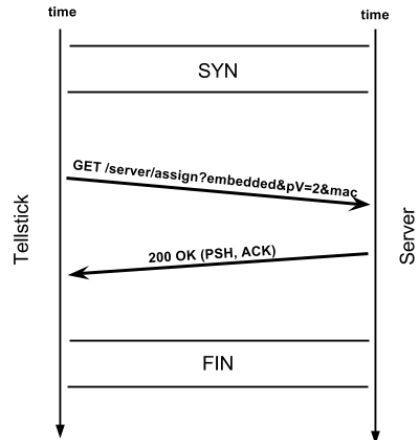 time
time
SYN
GET /server/assign?embedded&pV=2&mac
Tellstick
Server
200 OK (PSH, ACK)
FIN